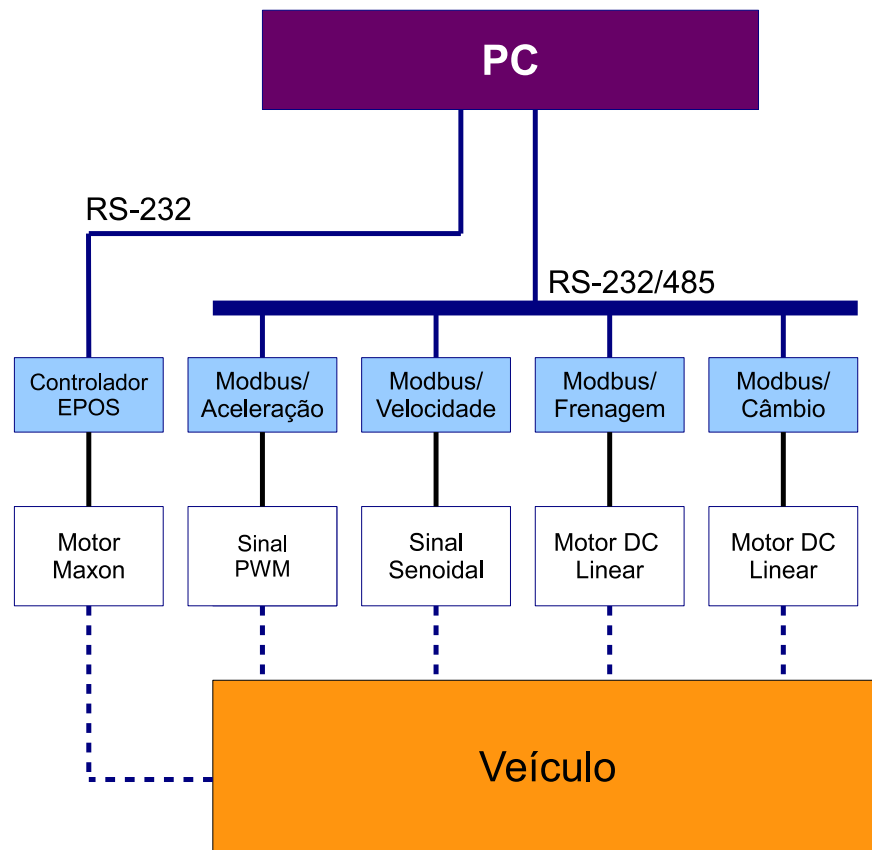 PC
RS-232
RS-232/485
Controlador
EPOS
Modbus/
Aceleração
Modbus/
Velocidade
Modbus/
Frenagem
Modbus/
Câmbio
Motor
Maxon
Sinal
PWM
Sinal
Senoidal
Motor DC
Linear
Motor DC
Linear
Veículo